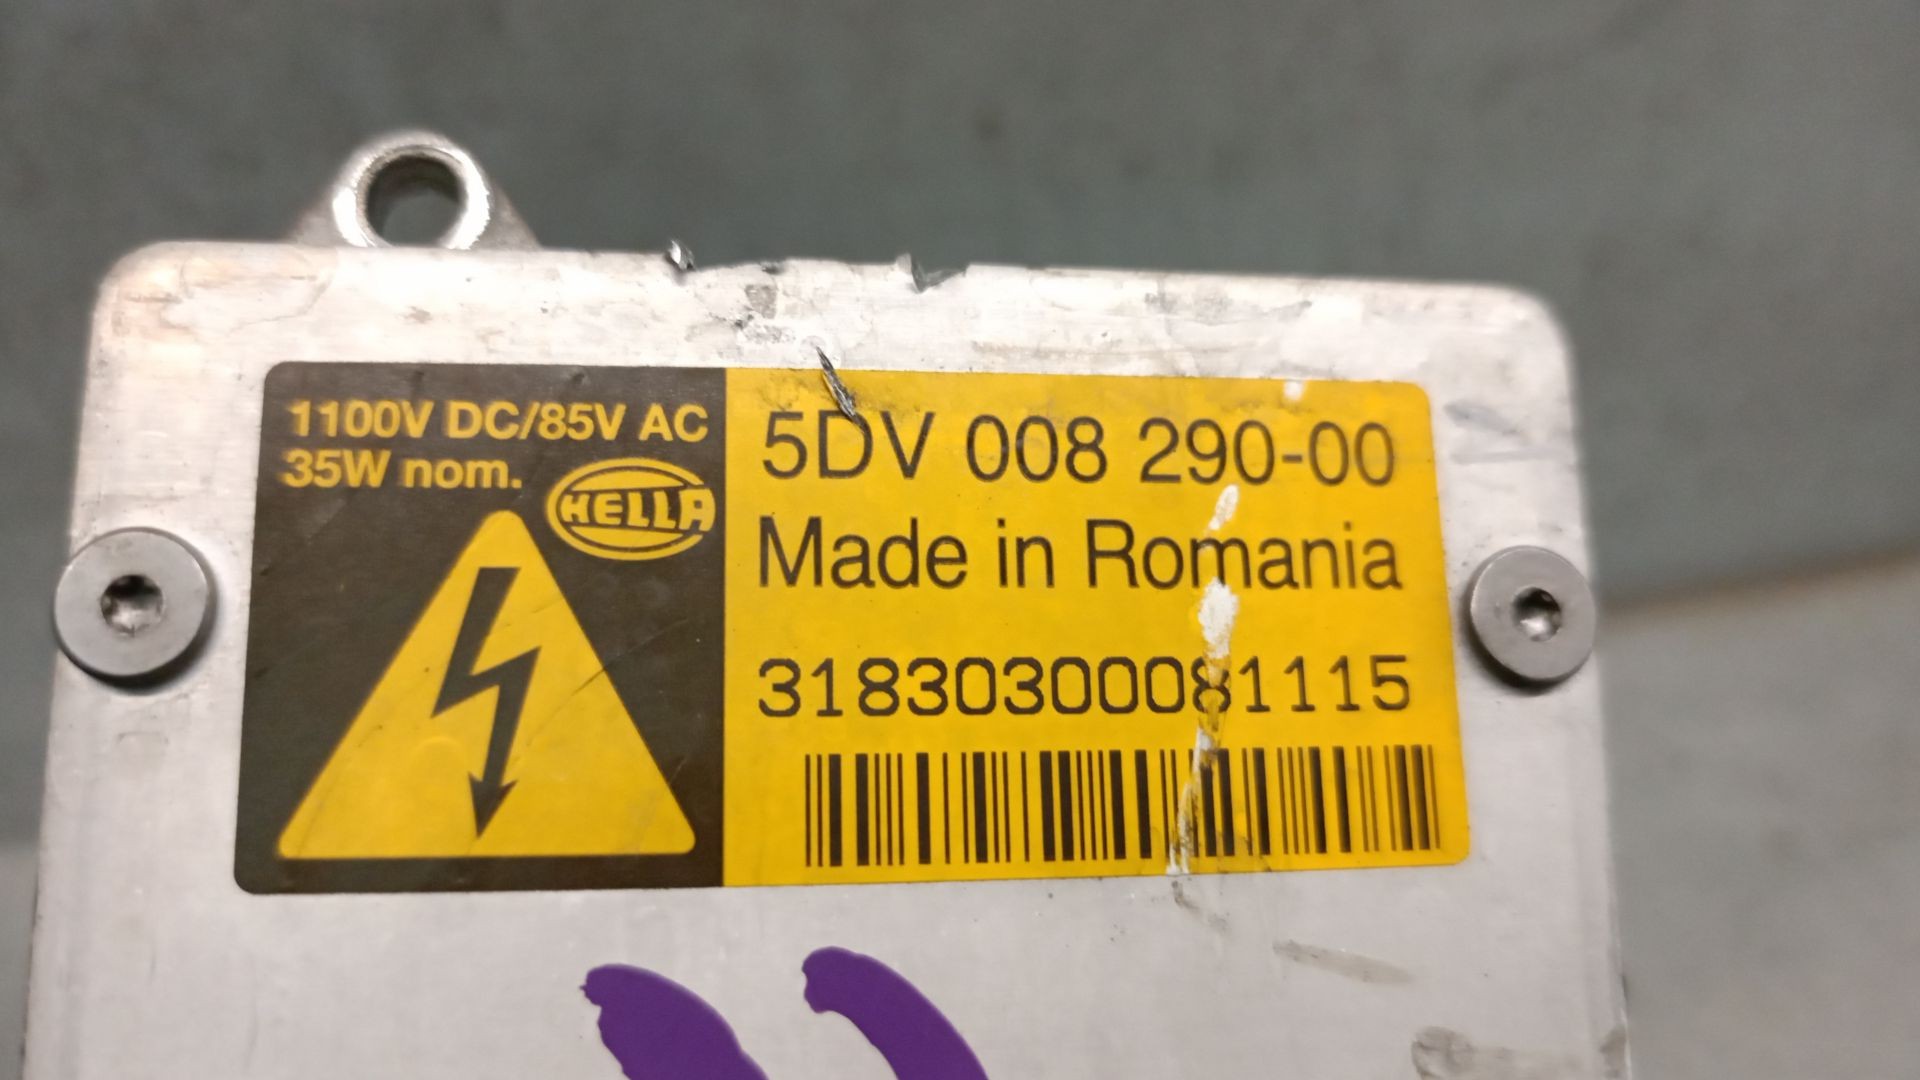 1100V DC/85V AC
35W nom.
HELLA
5DV 008 290-00
Made in Romania
31830300081115